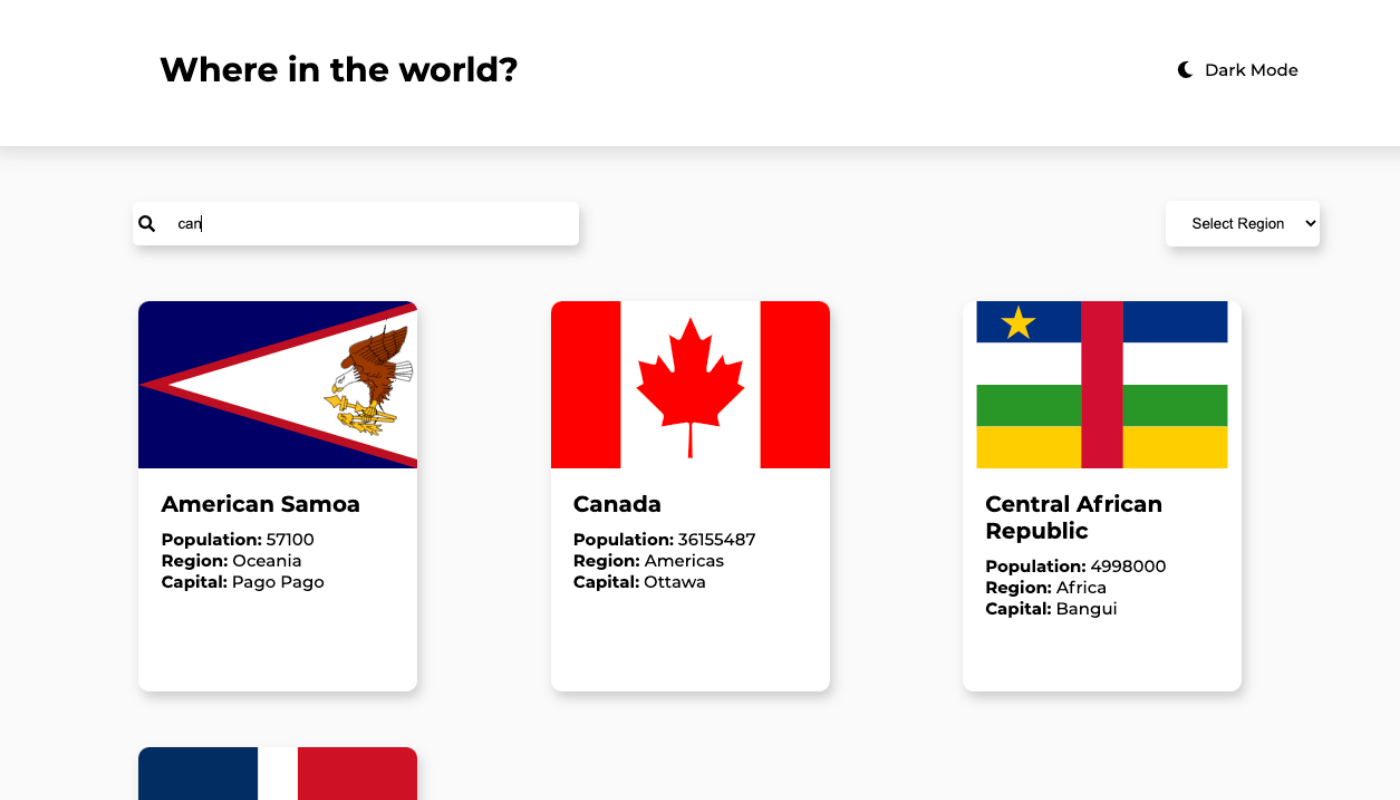 Where in the world?
Dark Mode
can
Select Region
American Samoa
Population: 57100
Region: Oceania
Capital: Pago Pago
Canada
Population: 36155487
Region: Americas
Capital: Ottawa
Central African
Republic
Population: 4998000
Region: Africa
Capital: Bangui